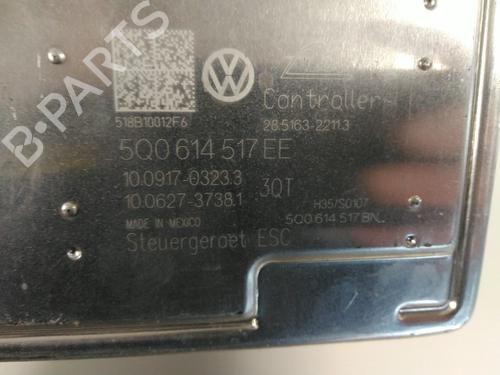 B-PARTS
Controller
518B10012F6
28.5163-2211.3
5Q0 614 517 EE
10.0917-0323.3
3QT
10.0627-3738.1
H35/S0107
5Q0 614 517 BN
MADE IN MEXICO
Steuergeraet ESC